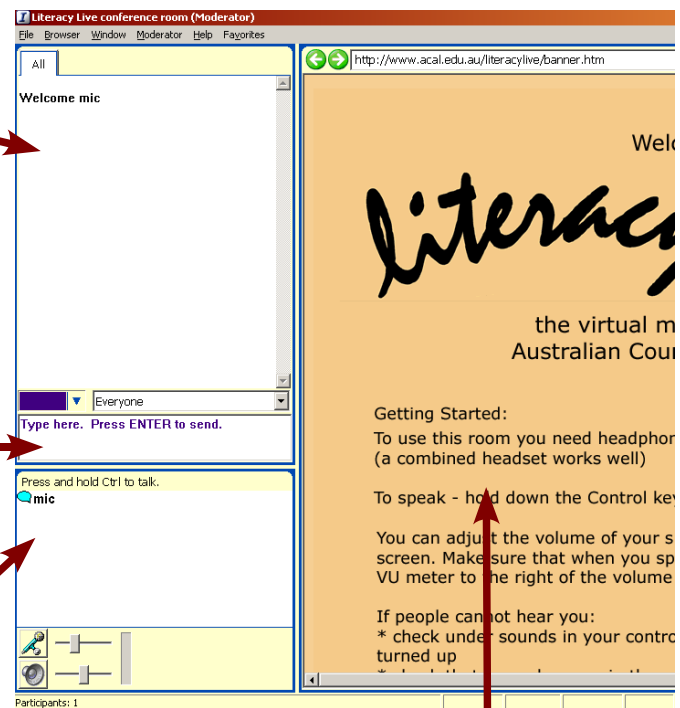 Literacy Live conference room (Moderator)
File Browser Window Moderator Help Favorites
All
Welcome mic
Everyone
Type here. Press ENTER to send.
Press and hold Ctrl to talk.
mic
Participants: 1
http://www.acal.edu.au/literacylive/banner.htm
Welc
literacy
the virtual m
Australian Coun
Getting Started:
To use this room you need headphon
(a combined headset works well)
To speak - hold down the Control key
You can adjust the volume of your s
screen. Make sure that when you sp
VU meter to the right of the volume
If people cannot hear you:
* check under sounds in your contro
turned up